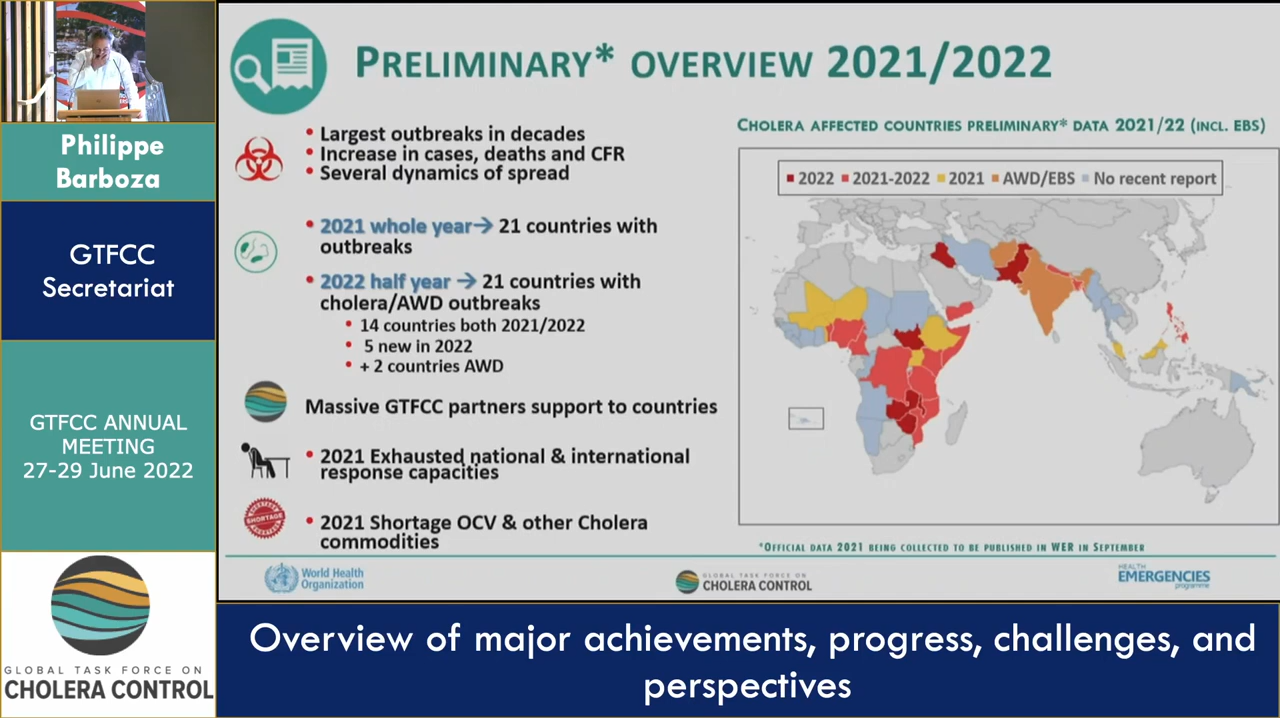 Philippe
Barboza
GTFCC
Secretariat
GTFCC ANNUAL
MEETING
27-29 June 2022
GLOBAL TASK FORCE ON
CHOLERA CONTROL
PRELIMINARY* OVERVIEW 2021/2022
• Largest outbreaks in decades
• Increase in cases, deaths and CFR
• Several dynamics of spread
• 2021 whole year→ 21 countries with
outbreaks
• 2022 half year → 21 countries with
cholera/AWD outbreaks
• 14 countries both 2021/2022
• 5 new in 2022
• + 2 countries AWD
Massive GTFCC partners support to countries
• 2021 Exhausted national & international
response capacities
SHORTAGE
• 2021 Shortage OCV & other Cholera
commodities
CHOLERA AFFECTED COUNTRIES PRELIMINARY* DATA 2021/22 (INCL. EBS)
2022 2021-2022 2021 AWD/EBS No recent report
*OFFICIAL DATA 2021 BEING COLLECTED TO BE PUBLISHED IN WER IN SEPTEMBER
World Health
Organization
GLOBAL TASK FORCE ON
CHOLERA CONTROL
HEALTH
EMERGENCIES
programme
Overview of major achievements, progress, challenges, and
perspectives